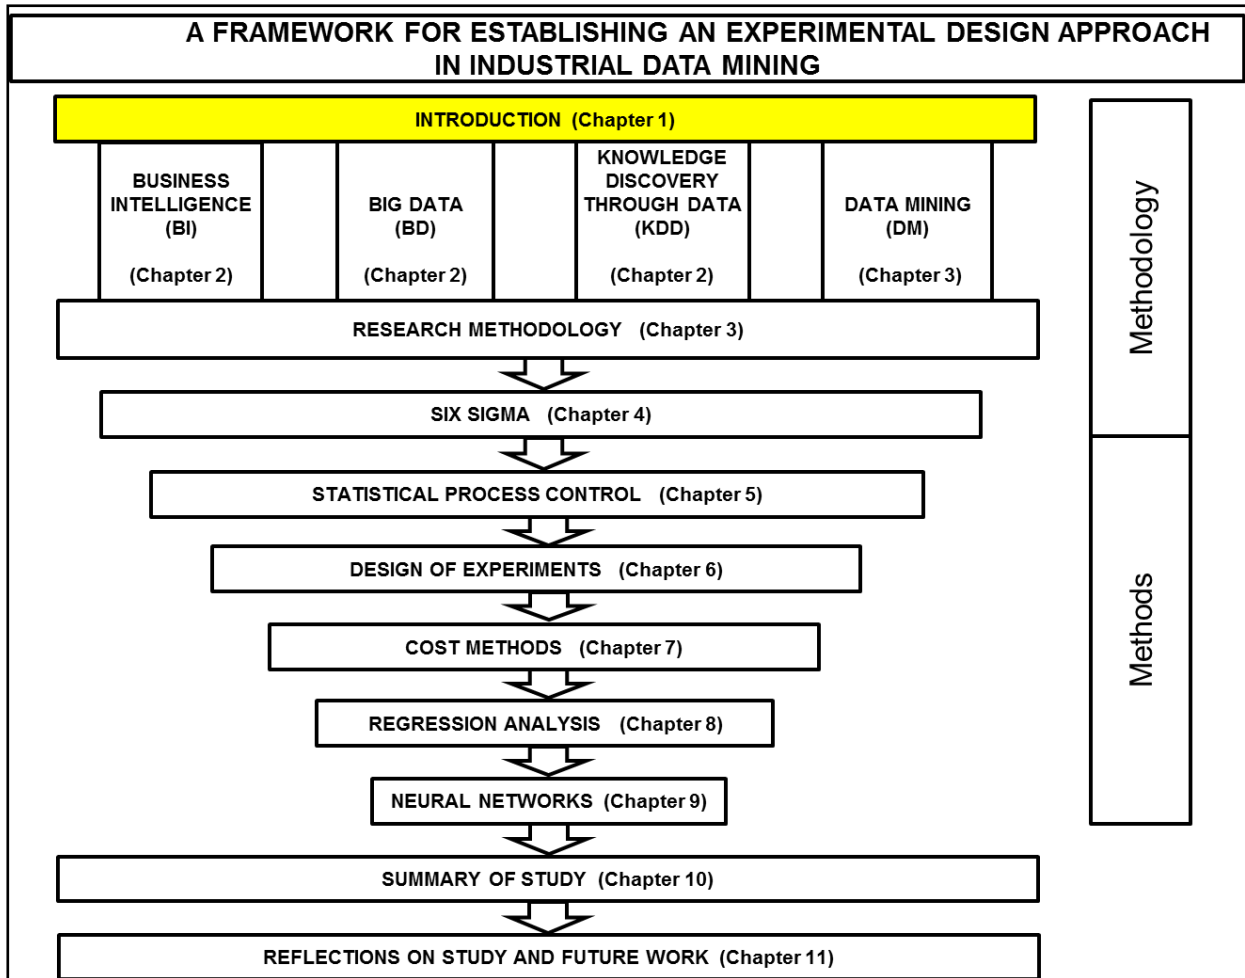 A FRAMEWORK FOR ESTABLISHING AN EXPERIMENTAL DESIGN APPROACH
IN INDUSTRIAL DATA MINING
INTRODUCTION (Chapter 1)
BUSINESS
INTELLIGENCE
(BI)
(Chapter 2)
BIG DATA
(BD)
(Chapter 2)
KNOWLEDGE
DISCOVERY
THROUGH DATA
(KDD)
(Chapter 2)
DATA MINING
(DM)
(Chapter 3)
RESEARCH METHODOLOGY (Chapter 3)
SIX SIGMA (Chapter 4)
STATISTICAL PROCESS CONTROL (Chapter 5)
DESIGN OF EXPERIMENTS (Chapter 6)
COST METHODS (Chapter 7)
REGRESSION ANALYSIS (Chapter 8)
NEURAL NETWORKS (Chapter 9)
SUMMARY OF STUDY (Chapter 10)
REFLECTIONS ON STUDY AND FUTURE WORK (Chapter 11)
Methodology
Methods